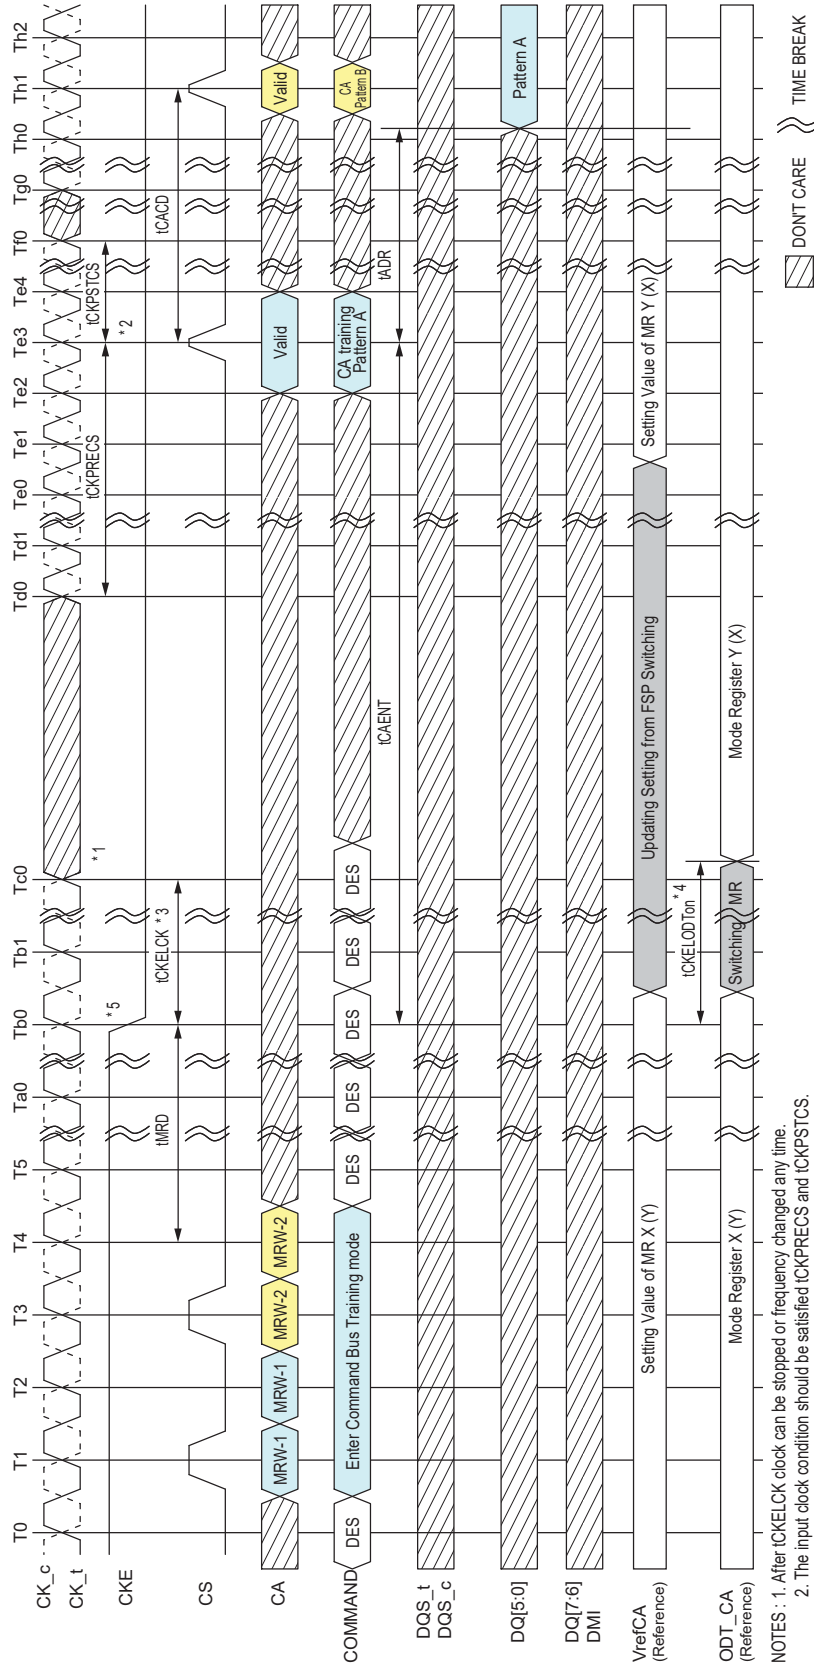 T0 T1 T2 T3 T4 T5 Ta0 Tb0 Tb1 Tc0 Td0 Td1 Te0 Te1 Te2 Te3 Te4 Tf0 Tg0 Th0 Th1 Th2
CK_c
CK_t
*1
tCKPRECS
tCKPSTCS
*2
CKE
*5
tMRD
tCKELCK *3
tCACD
CS
CA
MRW-1 MRW-1 MRW-2 MRW-2 Valid Valid
COMMAND
DES Enter Command Bus Training mode DES DES DES DES DES
CA training
Pattern A
CA
Pattern B
tCAENT
tADR
DQS_t
DQS_c
DQ[5:0]
Pattern A
DQ[7:6]
DMI
VrefCA
(Reference)
Setting Value of MR X (Y) Updating Setting from FSP Switching Setting Value of MR Y (X)
tCKELODTon *4
ODT_CA
(Reference)
Mode Register X (Y) Switching MR Mode Register Y (X)
NOTES : 1. After tCKELCK clock can be stopped or frequency changed any time.
2. The input clock condition should be satisfied tCKPRECS and tCKPSTCS.
DON'T CARE TIME BREAK